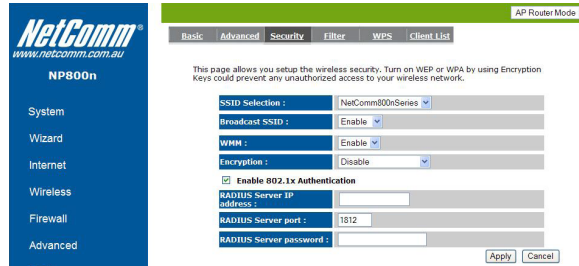 AP Router Mode
NetComm®
www.netcomm.com.au
NP800n
System
Wizard
Internet
Wireless
Firewall
Advanced
Basic Advanced Security Filter WPS Client List
This page allows you setup the wireless security. Turn on WEP or WPA by using Encryption
Keys could prevent any unauthorized access to your wireless network.
SSID Selection : NetComm800nSeries
Broadcast SSID : Enable
WMM : Enable
Encryption : Disable
Enable 802.1x Authentication
RADIUS Server IP
address :
RADIUS Server port : 1812
RADIUS Server password :
Apply Cancel